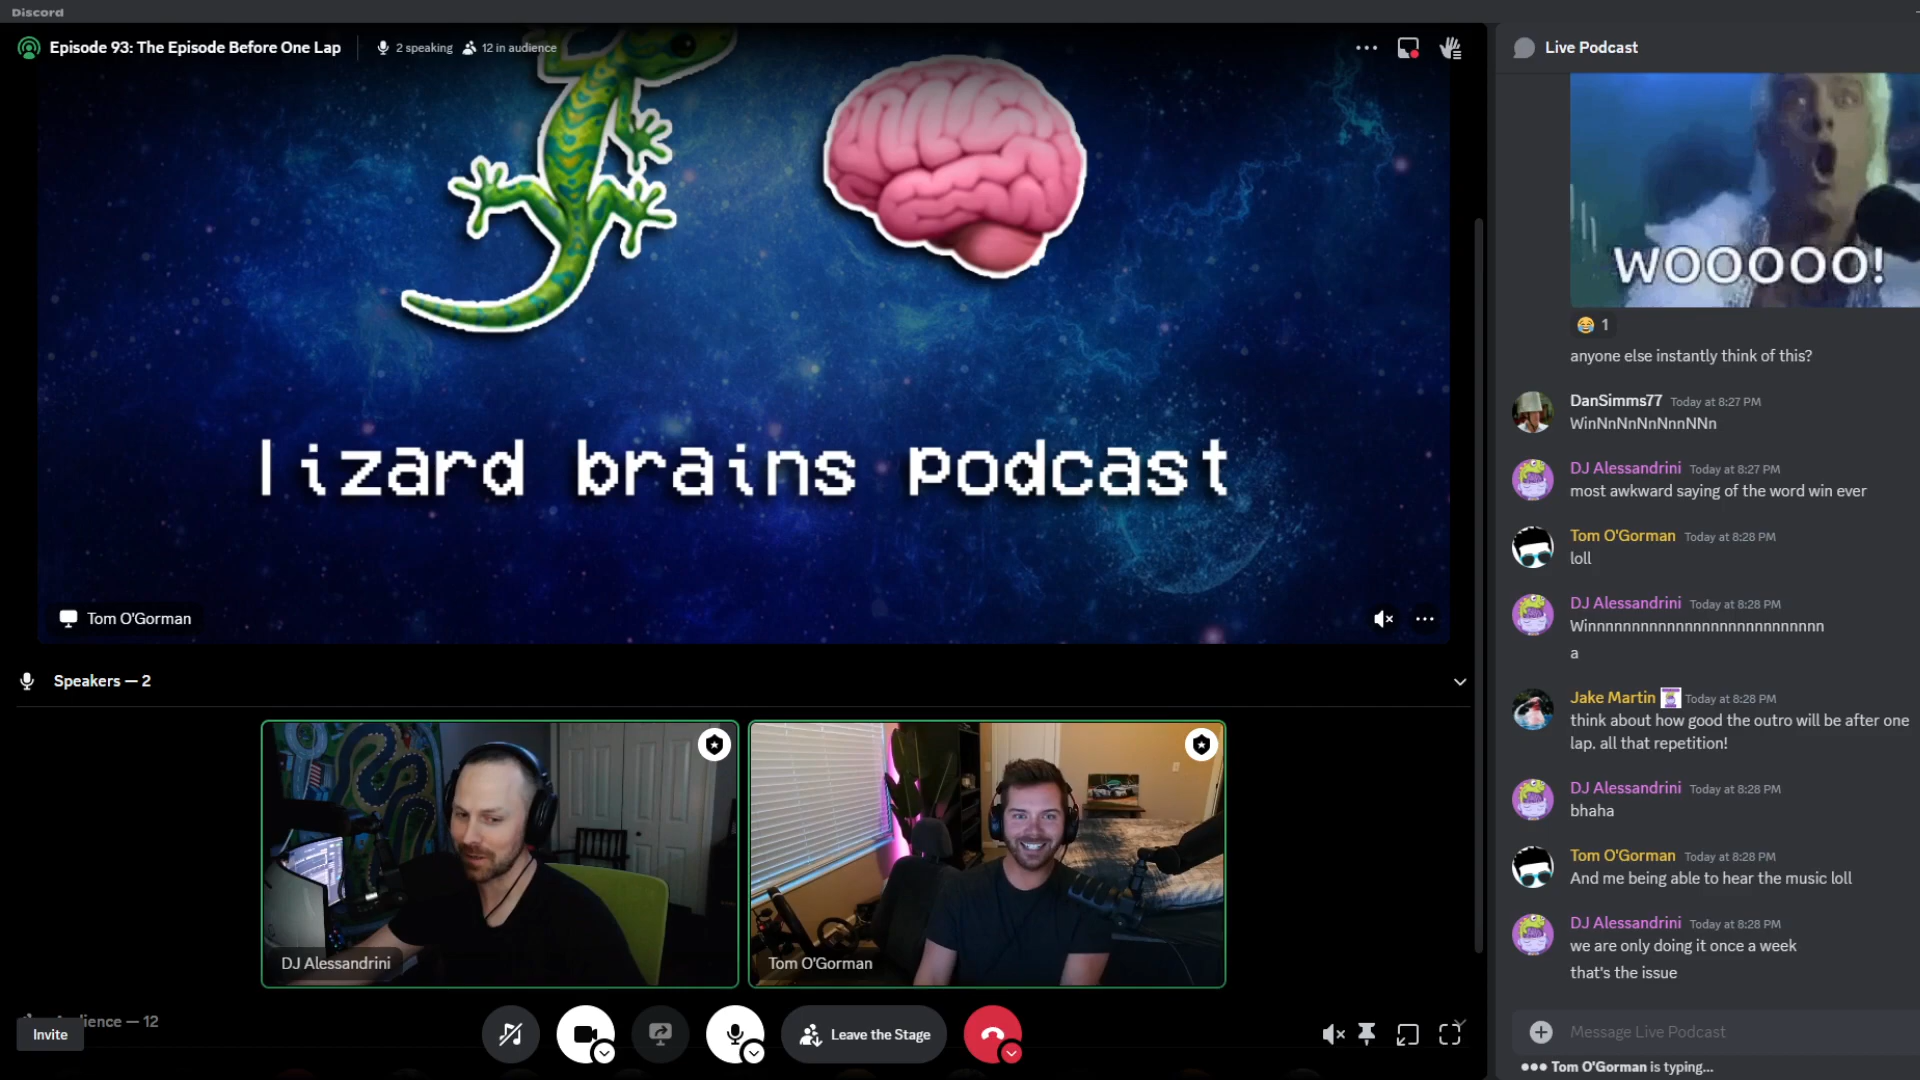 Discord
Episode 93: The Episode Before One Lap
2 speaking
12 in audience
Live Podcast
WOOOOO!
1
anyone else instantly think of this?
DanSimms77 Today at 8:27 PM
WinNnNnNnNnnNNn
DJ Alessandrini Today at 8:27 PM
most awkward saying of the word win ever
Tom O'Gorman Today at 8:28 PM
loll
DJ Alessandrini Today at 8:28 PM
Winnnnnnnnnnnnnnnnnnnnnnnnnnn
a
Jake Martin Today at 8:28 PM
think about how good the outro will be after one
lap. all that repetition!
DJ Alessandrini Today at 8:28 PM
bhaha
Tom O'Gorman Today at 8:28 PM
And me being able to hear the music loll
DJ Alessandrini Today at 8:28 PM
we are only doing it once a week
that's the issue
Message Live Podcast
Tom O'Gorman is typing...
lizard brains podcast
Tom O'Gorman
Speakers — 2
DJ Alessandrini
Tom O'Gorman
dience — 12
Invite
Leave the Stage